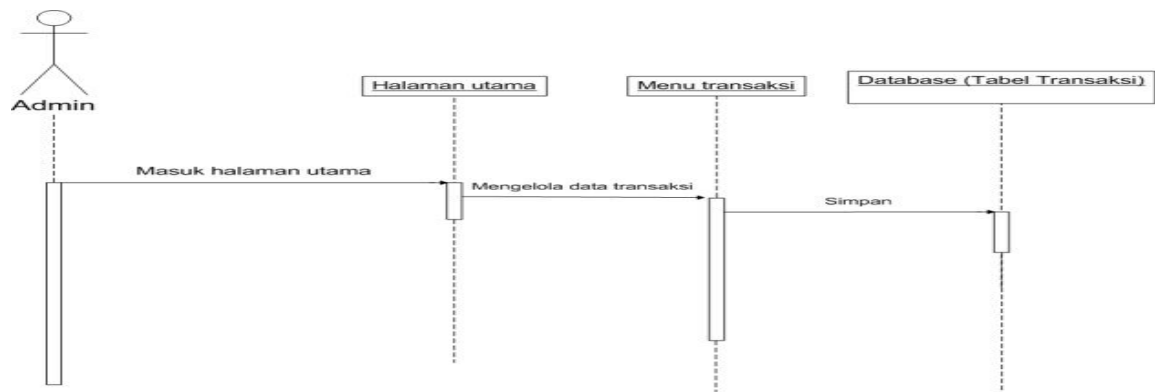 Admin
Halaman utama
Menu transaksi
Database (Tabel Transaksi)
Masuk halaman utama
Mengelola data transaksi
Simpan